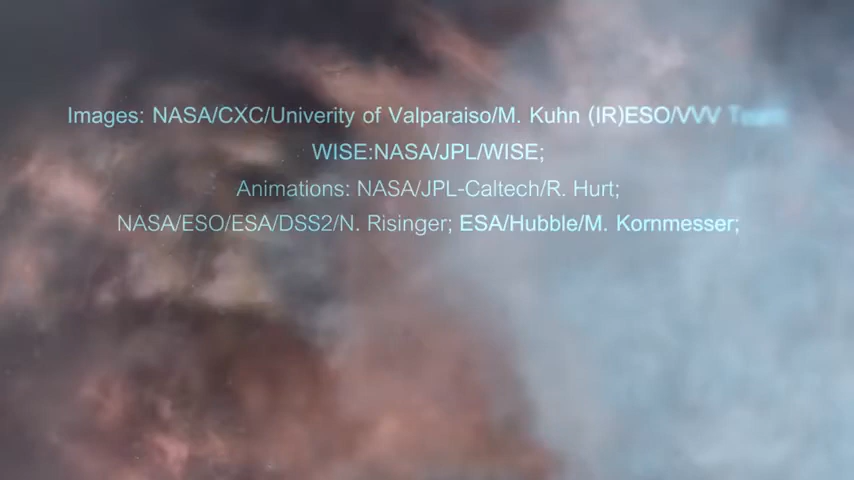 Images: NASA/CXC/Univerity of Valparaiso/M. Kuhn (IR)ESO/VVV Team
WISE:NASA/JPL/WISE;
Animations: NASA/JPL-Caltech/R. Hurt;
NASA/ESO/ESA/DSS2/N. Risinger; ESA/Hubble/M. Kornmesser;